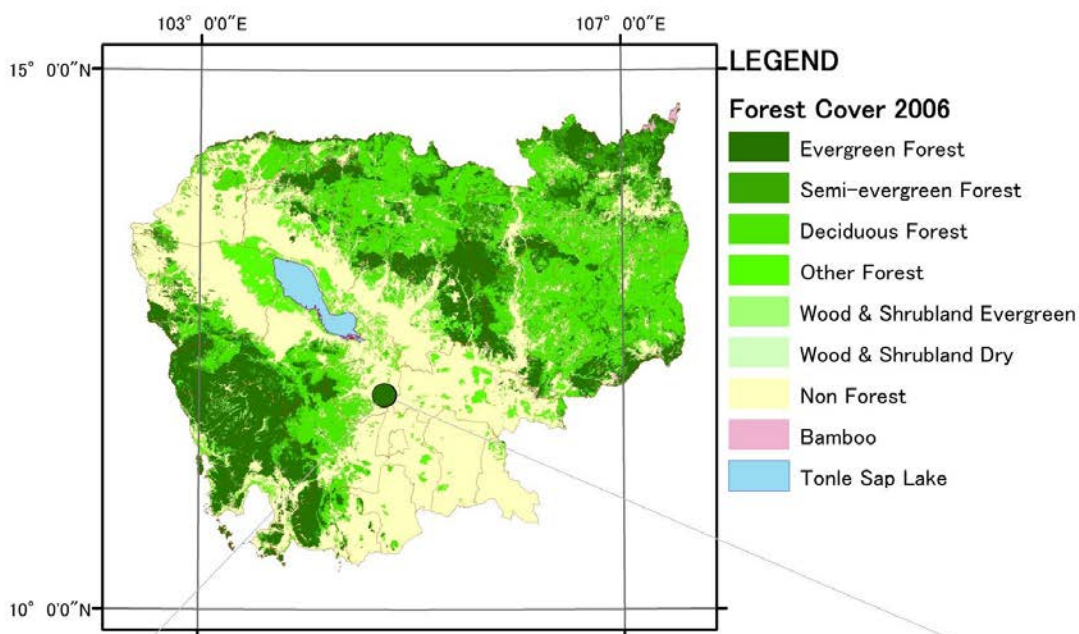 103° 0'0"E
107° 0'0"E
15° 0'0"N
10° 0'0"N
LEGEND
Forest Cover 2006
Evergreen Forest
Semi-evergreen Forest
Deciduous Forest
Other Forest
Wood & Shrubland Evergreen
Wood & Shrubland Dry
Non Forest
Bamboo
Tonle Sap Lake